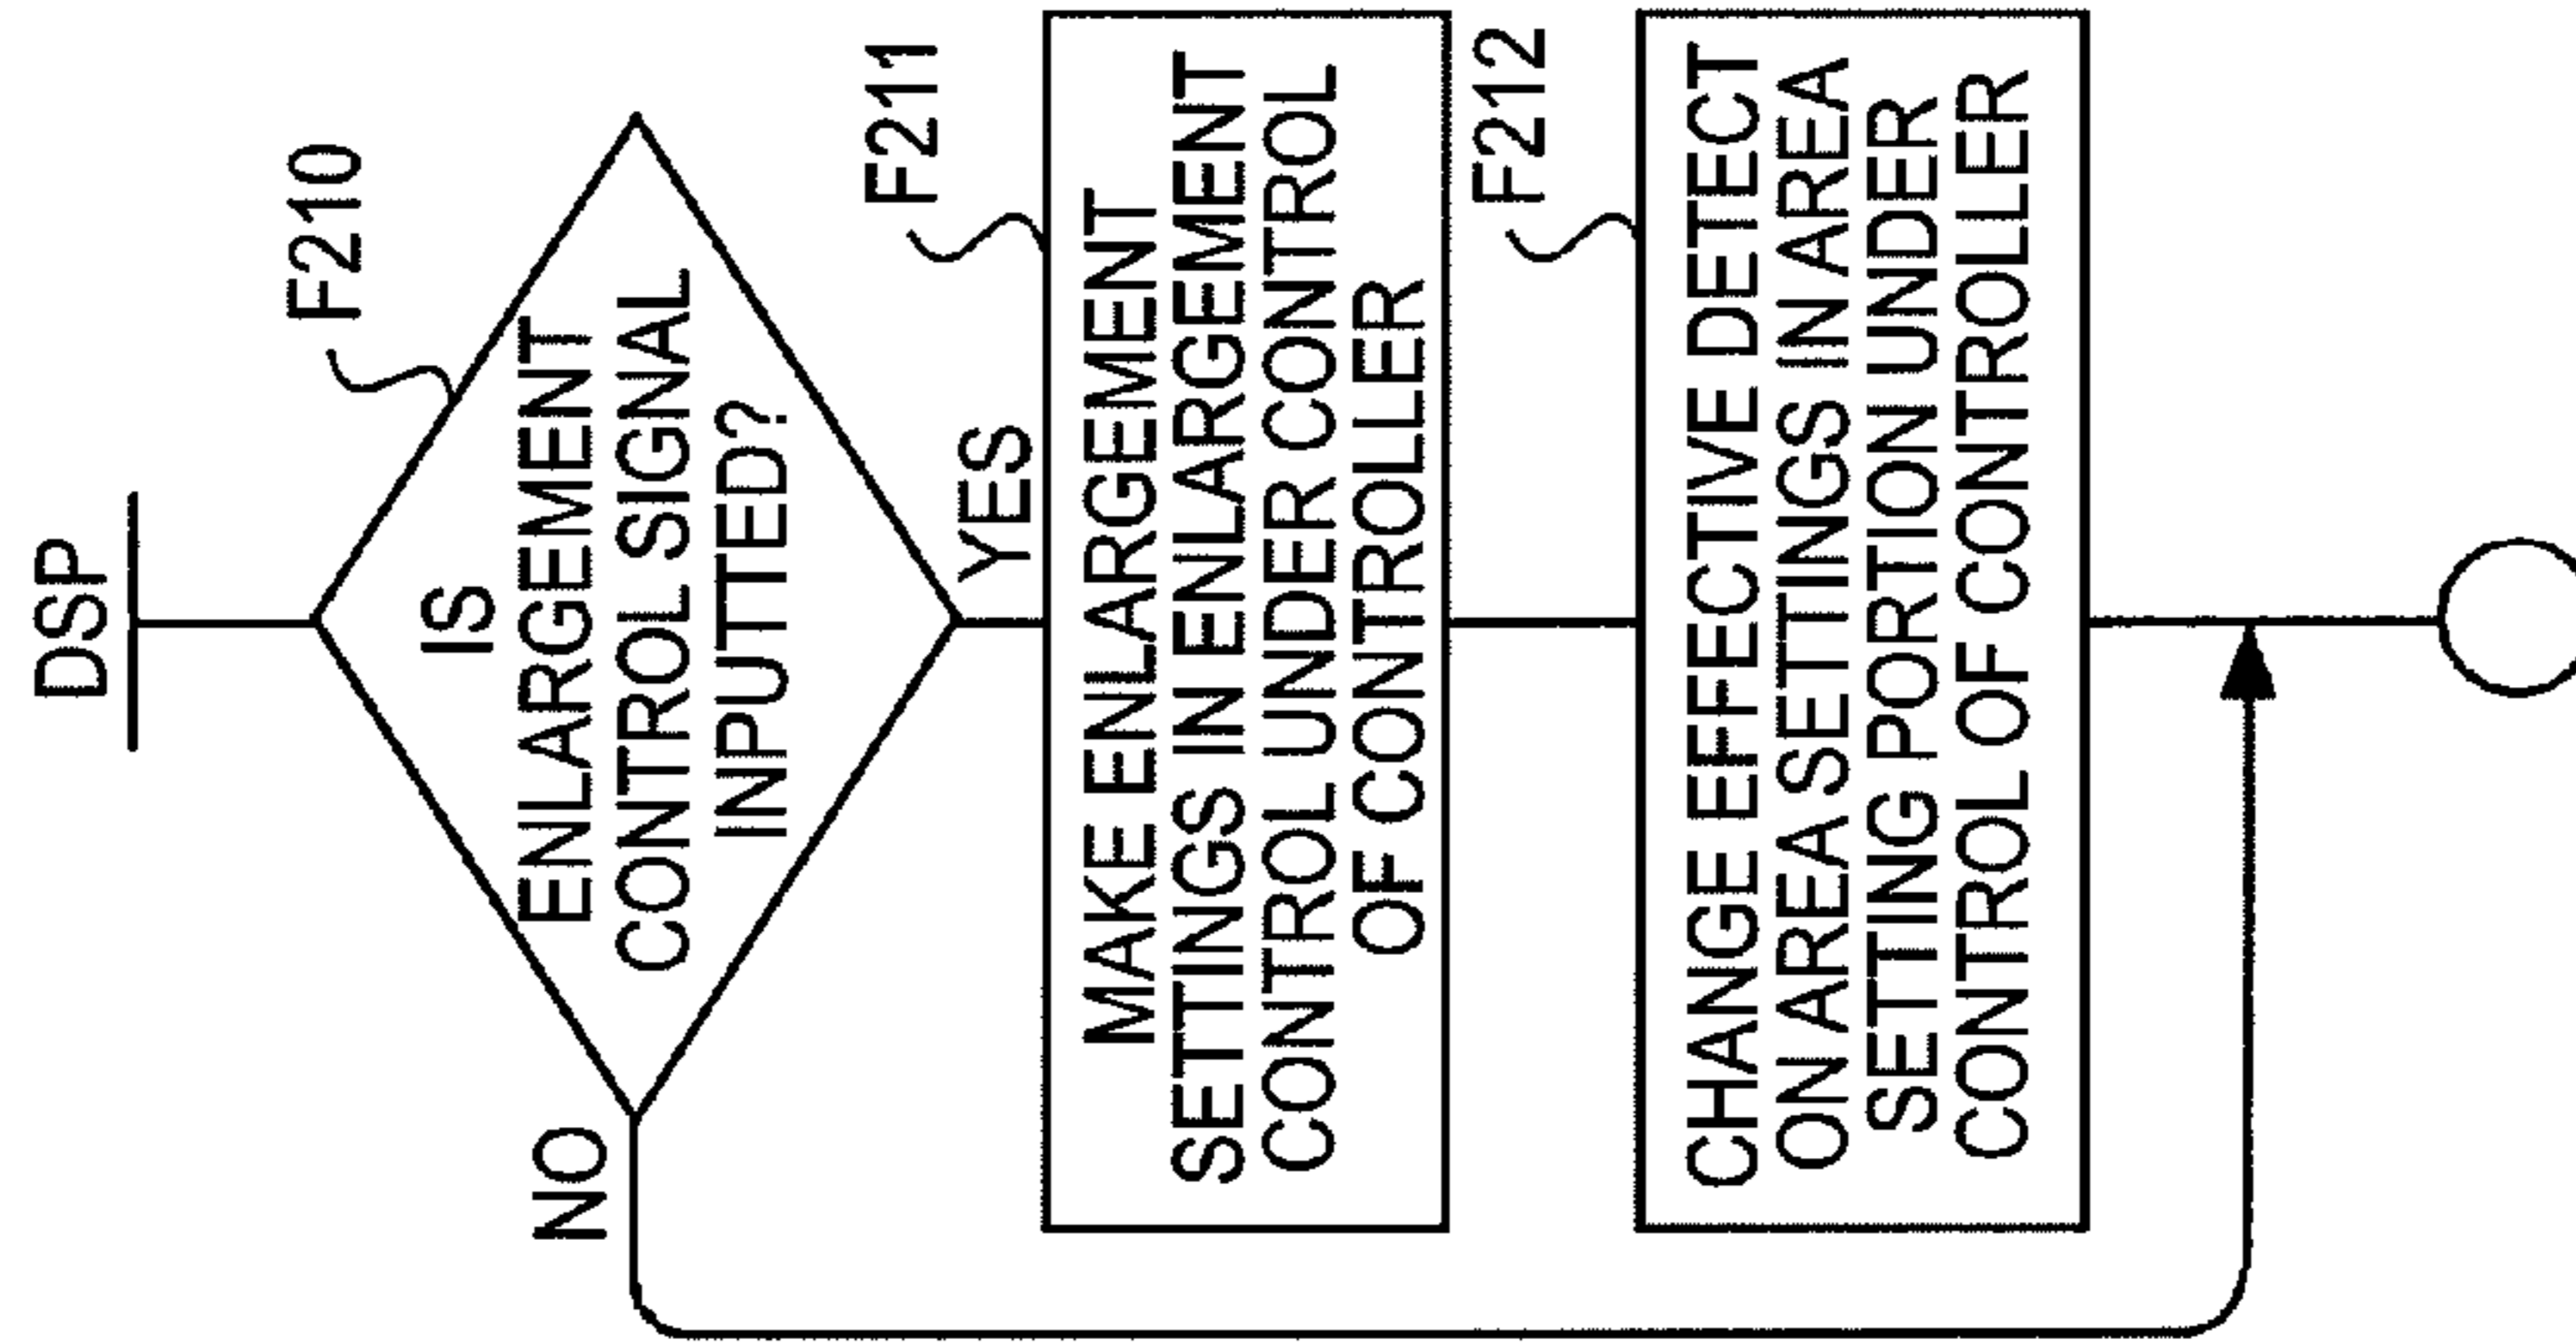 DSP
F210
IS
ENLARGEMENT
CONTROL SIGNAL
INPUTTED?
NO
YES
F211
MAKE ENLARGEMENT
SETTINGS IN ENLARGEMENT
CONTROL UNDER CONTROL
OF CONTROLLER
F212
CHANGE EFFECTIVE DETECT
ON AREA SETTINGS IN AREA
SETTING PORTION UNDER
CONTROL OF CONTROLLER